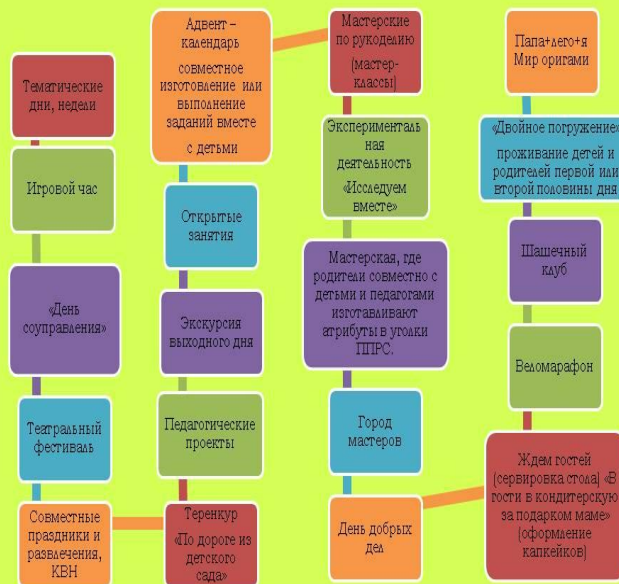 Тематические
дни, недели
Игровой час
«День
соуправления»
Театральный
фестиваль
Совместные
праздники и
развлечения,
КВН
Теренкур
«По дороге из
детского
сада»
Педагогические
проекты
Экскурсия
выходного дня
Открытые
занятия
Адвент –
календарь
совместное
изготовление или
выполнение
заданий вместе
с детьми
Мастерские
по рукоделию
(мастер-
классы)
Эксперименталь
ная
деятельность
«Исследуем
вместе»
Мастерская, где
родители совместно с
детьми и педагогами
изготавливают
атрибуты в уголки
ППРС.
Город
мастеров
День добрых
дел
Ждем гостей
(сервировка стола) «В
гости в кондитерскую
за подарком маме»
(оформление
капкейков)
Веломарафон
Шашечный
клуб
«Двойное погружение»
проживание детей и
родителей первой или
второй половины дня
Папа+лего+я
Мир оригами